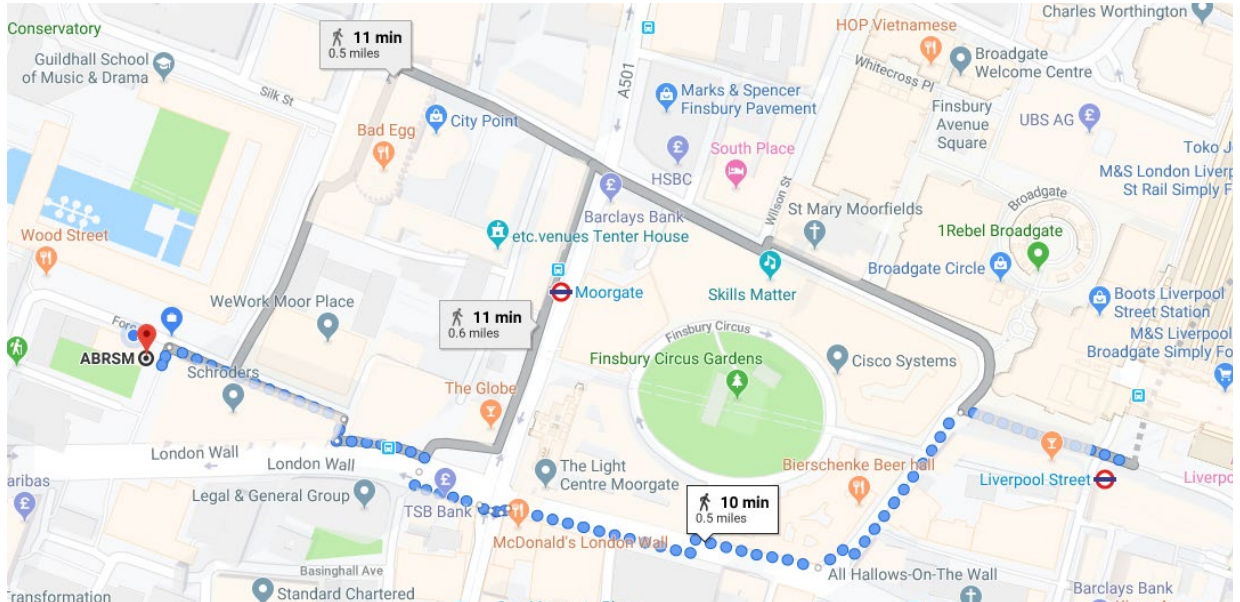 Conservatory
Guildhall School
of Music & Drama
Silk St
11 min
0.5 miles
Bad Egg
City Point
A501
Marks & Spencer
Finsbury Pavement
HSBC
South Place
HOP Vietnamese
Whitecross Pl
Charles Worthington
Broadgate
Welcome Centre
Finsbury
Avenue
Square
UBS AG
Toko
M&S London Liver
St Rail Simply F
Wood Street
Barclays Bank
etc.venues Tenter House
Wilson St
St Mary Moorfields
Broadgate
1Rebel Broadgate
Broadgate Circle
Skills Matter
Moorgate
WeWork Moor Place
11 min
0.6 miles
Boots Liverpool
Street Station
M&S Liverpool
Broadgate Simply Fo
Fore
ABRSM
Schroders
Finsbury Circus
Finsbury Circus Gardens
Cisco Systems
The Globe
London Wall
London Wall
Legal & General Group
TSB Bank
The Light
Centre Moorgate
Bierschenke Beer hall
Liverpool Street
Liverpo
aribas
10 min
0.5 miles
McDonald's London Wall
All Hallows-On-The Wall
Basinghall Ave
Standard Chartered
Transformation
Barclays Bank